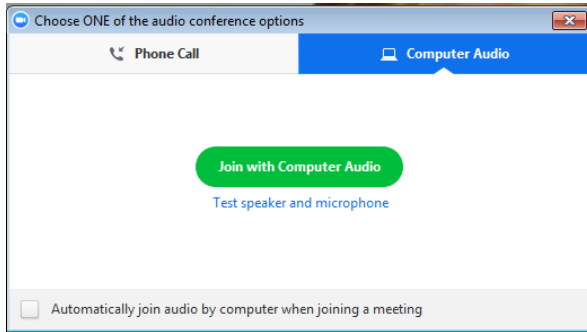 Choose ONE of the audio conference options
Phone Call
Computer Audio
Join with Computer Audio
Test speaker and microphone
Automatically join audio by computer when joining a meeting